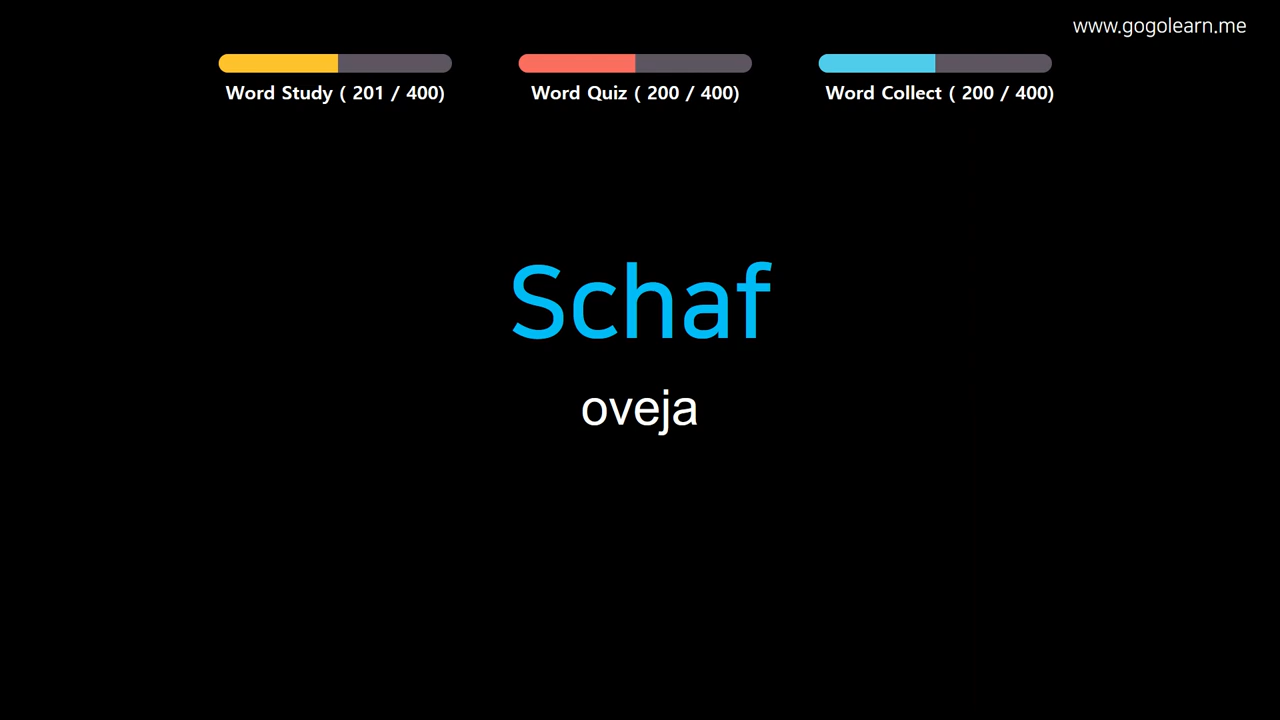 www.gogolearn.me
Word Study ( 201 / 400)
Word Quiz ( 200 / 400)
Word Collect ( 200 / 400)
Schaf
oveja